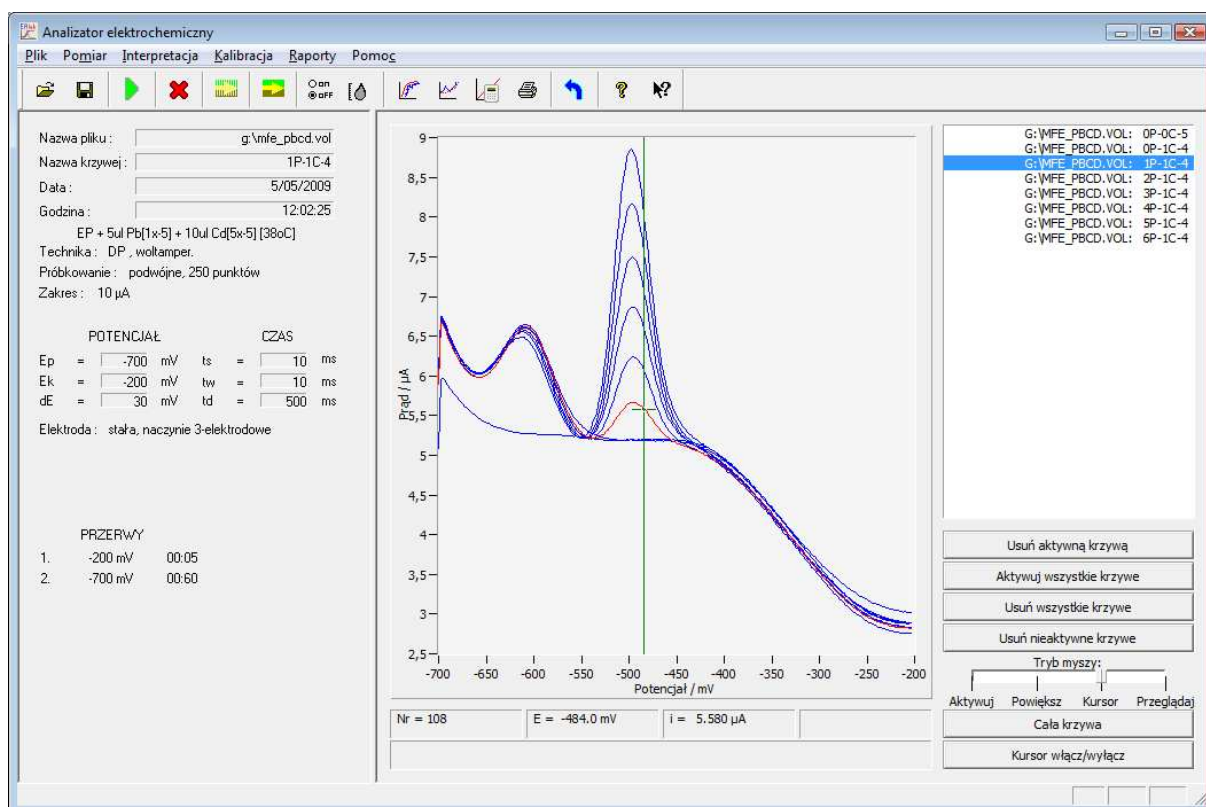 Analizator elektrochemiczny
Plik Pomiar Interpretacja Kalibracja Raporty Pomoc
on
oFF
Nazwa pliku : g:\mfe_pbcd.vol
Nazwa krzywej : 1P-1C-4
Data : 5/05/2009
Godzina : 12:02:25
EP + 5ul Pb[1x-5] + 10ul Cd[5x-5] [38oC]
Technika : DP , woltamper.
Próbkowanie : podwójne, 250 punktów
Zakres : 10 µA
POTENCJAŁ CZAS
Ep = -700 mV ts = 10 ms
Ek = -200 mV tw = 10 ms
dE = 30 mV td = 500 ms
Elektroda : stała, naczynie 3-elektrodowe
PRZERWY
1. -200 mV 00:05
2. -700 mV 00:60
9
8,5
8
7,5
7
6,5
6
5,5
5
4,5
4
3,5
3
2,5
Prąd / µA
-700 -650 -600 -550 -500 -450 -400 -350 -300 -250 -200
Potencjał / mV
Nr = 108 E = -484.0 mV i = 5.580 µA
G:\MFE_PBCD.VOL: 0P-0C-5
G:\MFE_PBCD.VOL: 0P-1C-4
G:\MFE_PBCD.VOL: 1P-1C-4
G:\MFE_PBCD.VOL: 2P-1C-4
G:\MFE_PBCD.VOL: 3P-1C-4
G:\MFE_PBCD.VOL: 4P-1C-4
G:\MFE_PBCD.VOL: 5P-1C-4
G:\MFE_PBCD.VOL: 6P-1C-4
Usuń aktywną krzywą
Aktywuj wszystkie krzywe
Usuń wszystkie krzywe
Usuń nieaktywne krzywe
Tryb myszy:
Aktywuj Powiększ Kursor Przeglądaj
Cała krzywa
Kursor włącz/wyłącz